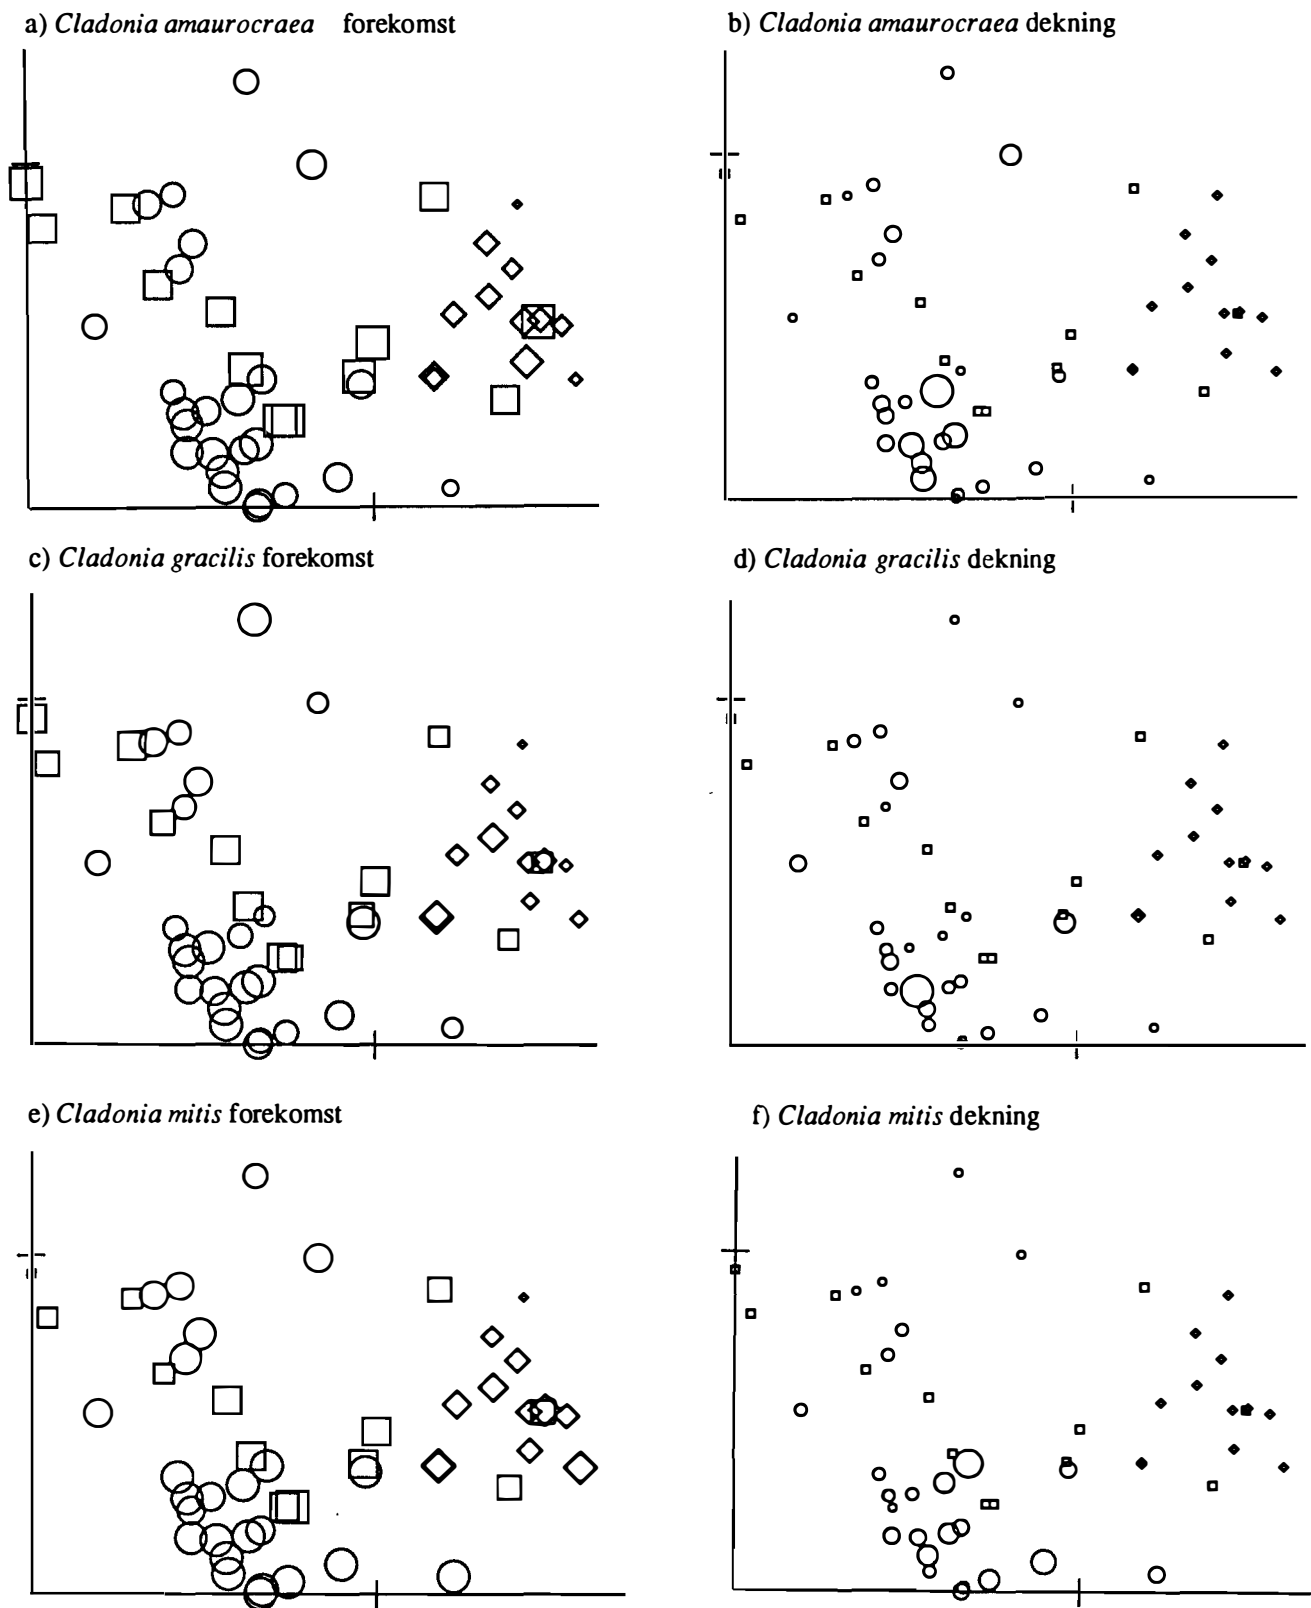 a) Cladonia amaurocraea forekomst
b) Cladonia amaurocraea dekning
c) Cladonia gracilis forekomst
d) Cladonia gracilis dekning
e) Cladonia mitis forekomst
f) Cladonia mitis dekning